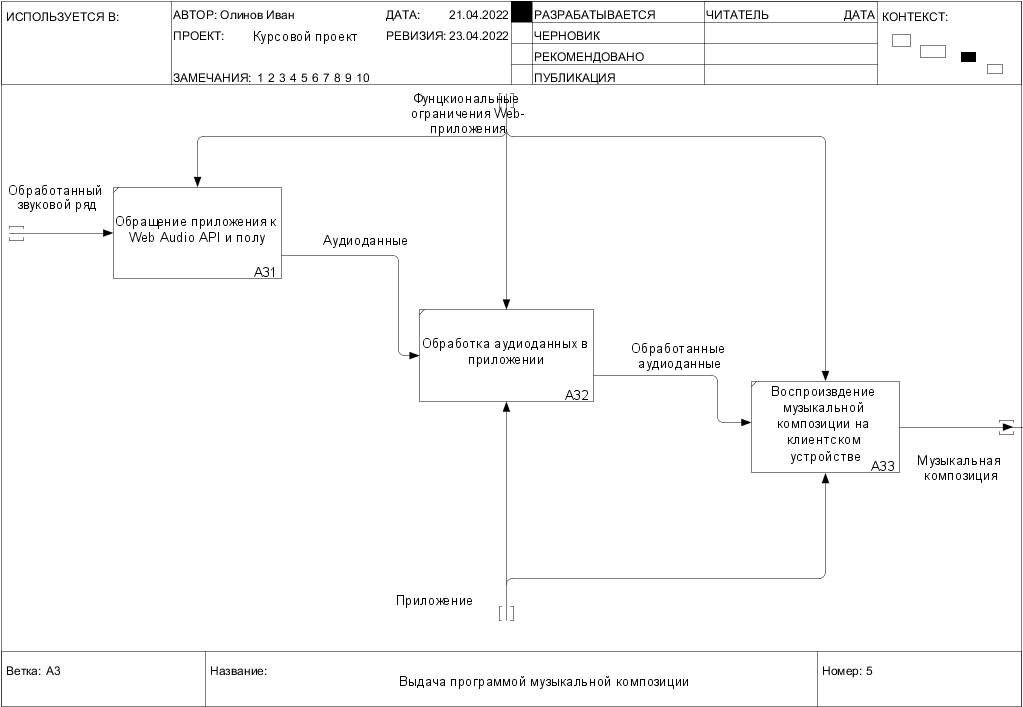 ИСПОЛЬЗУЕТСЯ В:
АВТОР: Олинов Иван
ДАТА: 21.04.2022
ПРОЕКТ: Курсовой проект
РЕВИЗИЯ: 23.04.2022
ЗАМЕЧАНИЯ: 1 2 3 4 5 6 7 8 9 10
РАЗРАБАТЫВАЕТСЯ
ЧЕРНОВИК
РЕКОМЕНДОВАНО
ПУБЛИКАЦИЯ
ЧИТАТЕЛЬ ДАТА
КОНТЕКСТ:
Фунцкиональные
ограничения Web-
приложения
Обработанный
звуковой ряд
Обращение приложения к
Web Audio API и полу
A31
Аудиоданные
Обработка аудиоданных в
приложении
A32
Обработанные
аудиоданные
Воспроизвдение
музыкальной
композиции на
клиентском
устройстве
A33
Музыкальная
композиция
Приложение
Ветка: A3
Название:
Выдача программой музыкальной композиции
Номер: 5